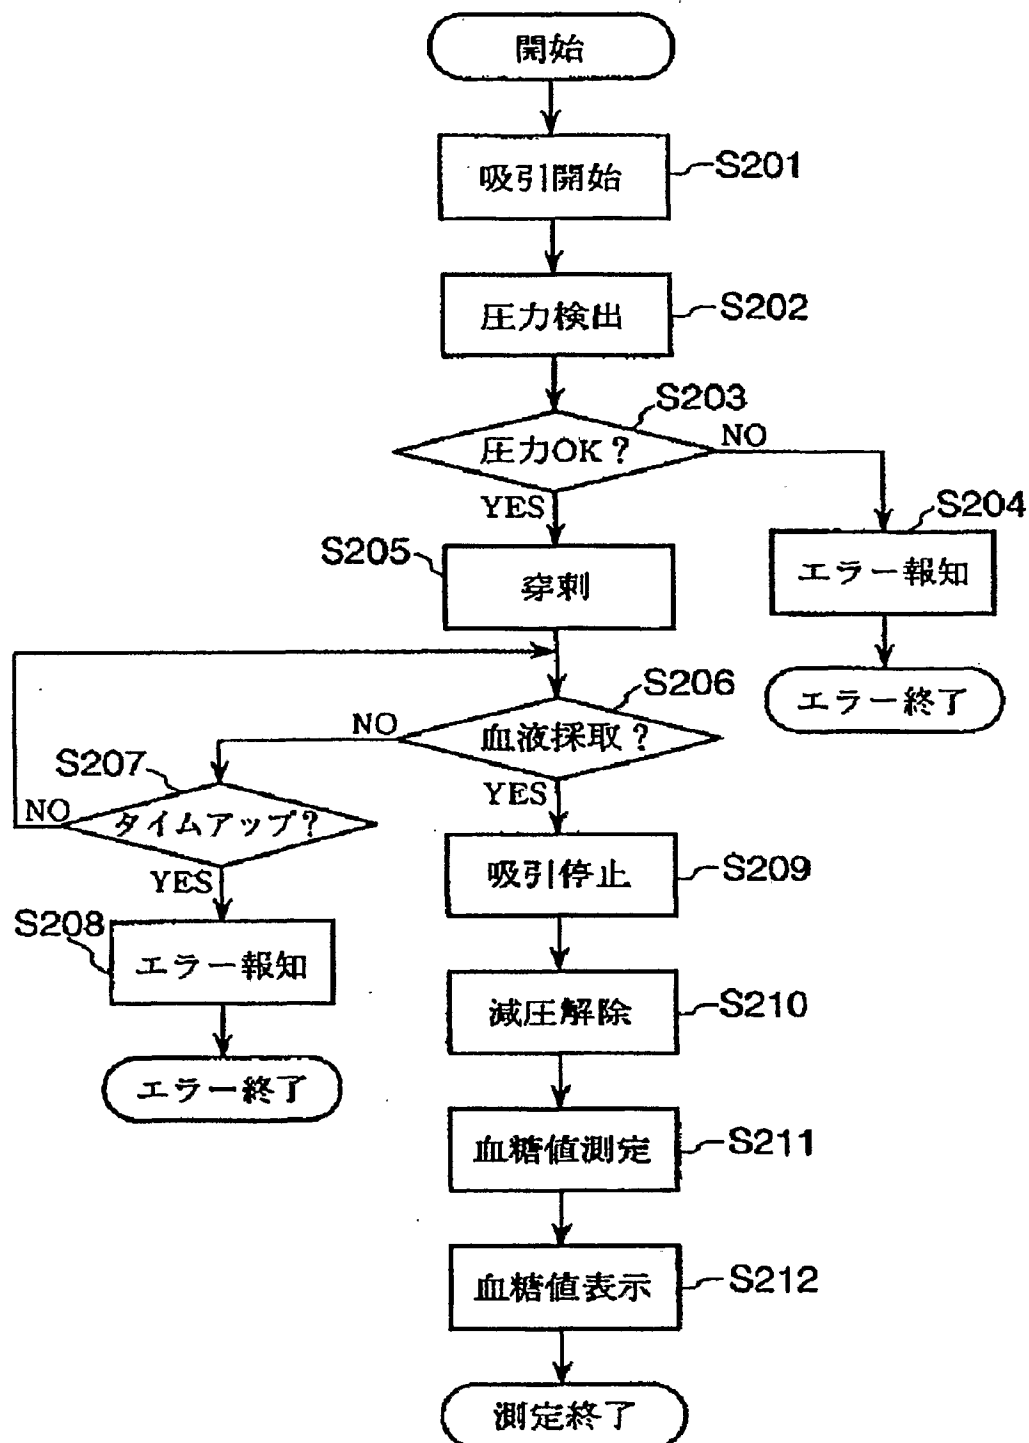 開始
吸引開始
S201
圧力検出
S202
S203
圧力OK?
NO
YES
S204
エラー報知
エラー終了
S205
穿刺
S206
血液採取?
NO
YES
S207
タイムアップ?
NO
YES
S208
エラー報知
エラー終了
吸引停止
S209
減圧解除
S210
血糖値測定
S211
血糖値表示
S212
測定終了